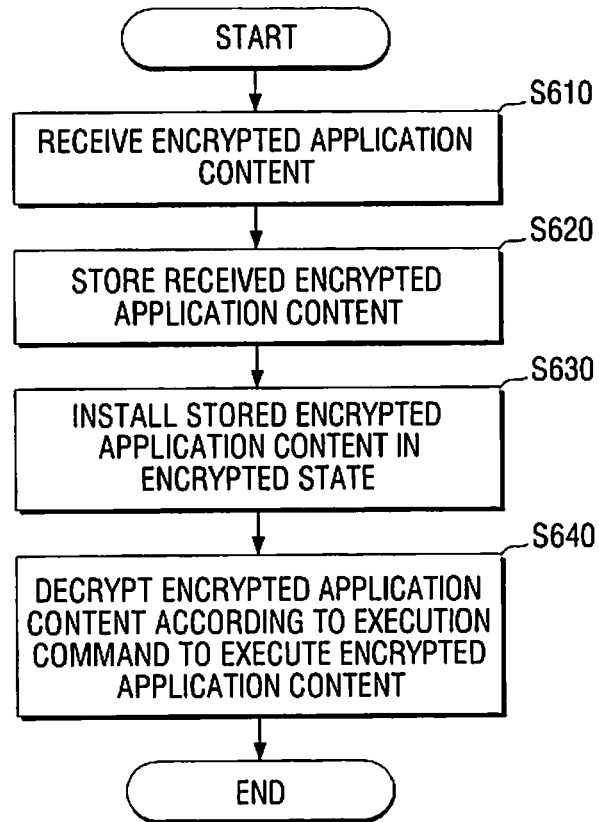 START
S610
RECEIVE ENCRYPTED APPLICATION
CONTENT
S620
STORE RECEIVED ENCRYPTED
APPLICATION CONTENT
S630
INSTALL STORED ENCRYPTED
APPLICATION CONTENT IN
ENCRYPTED STATE
S640
DECRYPT ENCRYPTED APPLICATION
CONTENT ACCORDING TO EXECUTION
COMMAND TO EXECUTE ENCRYPTED
APPLICATION CONTENT
END